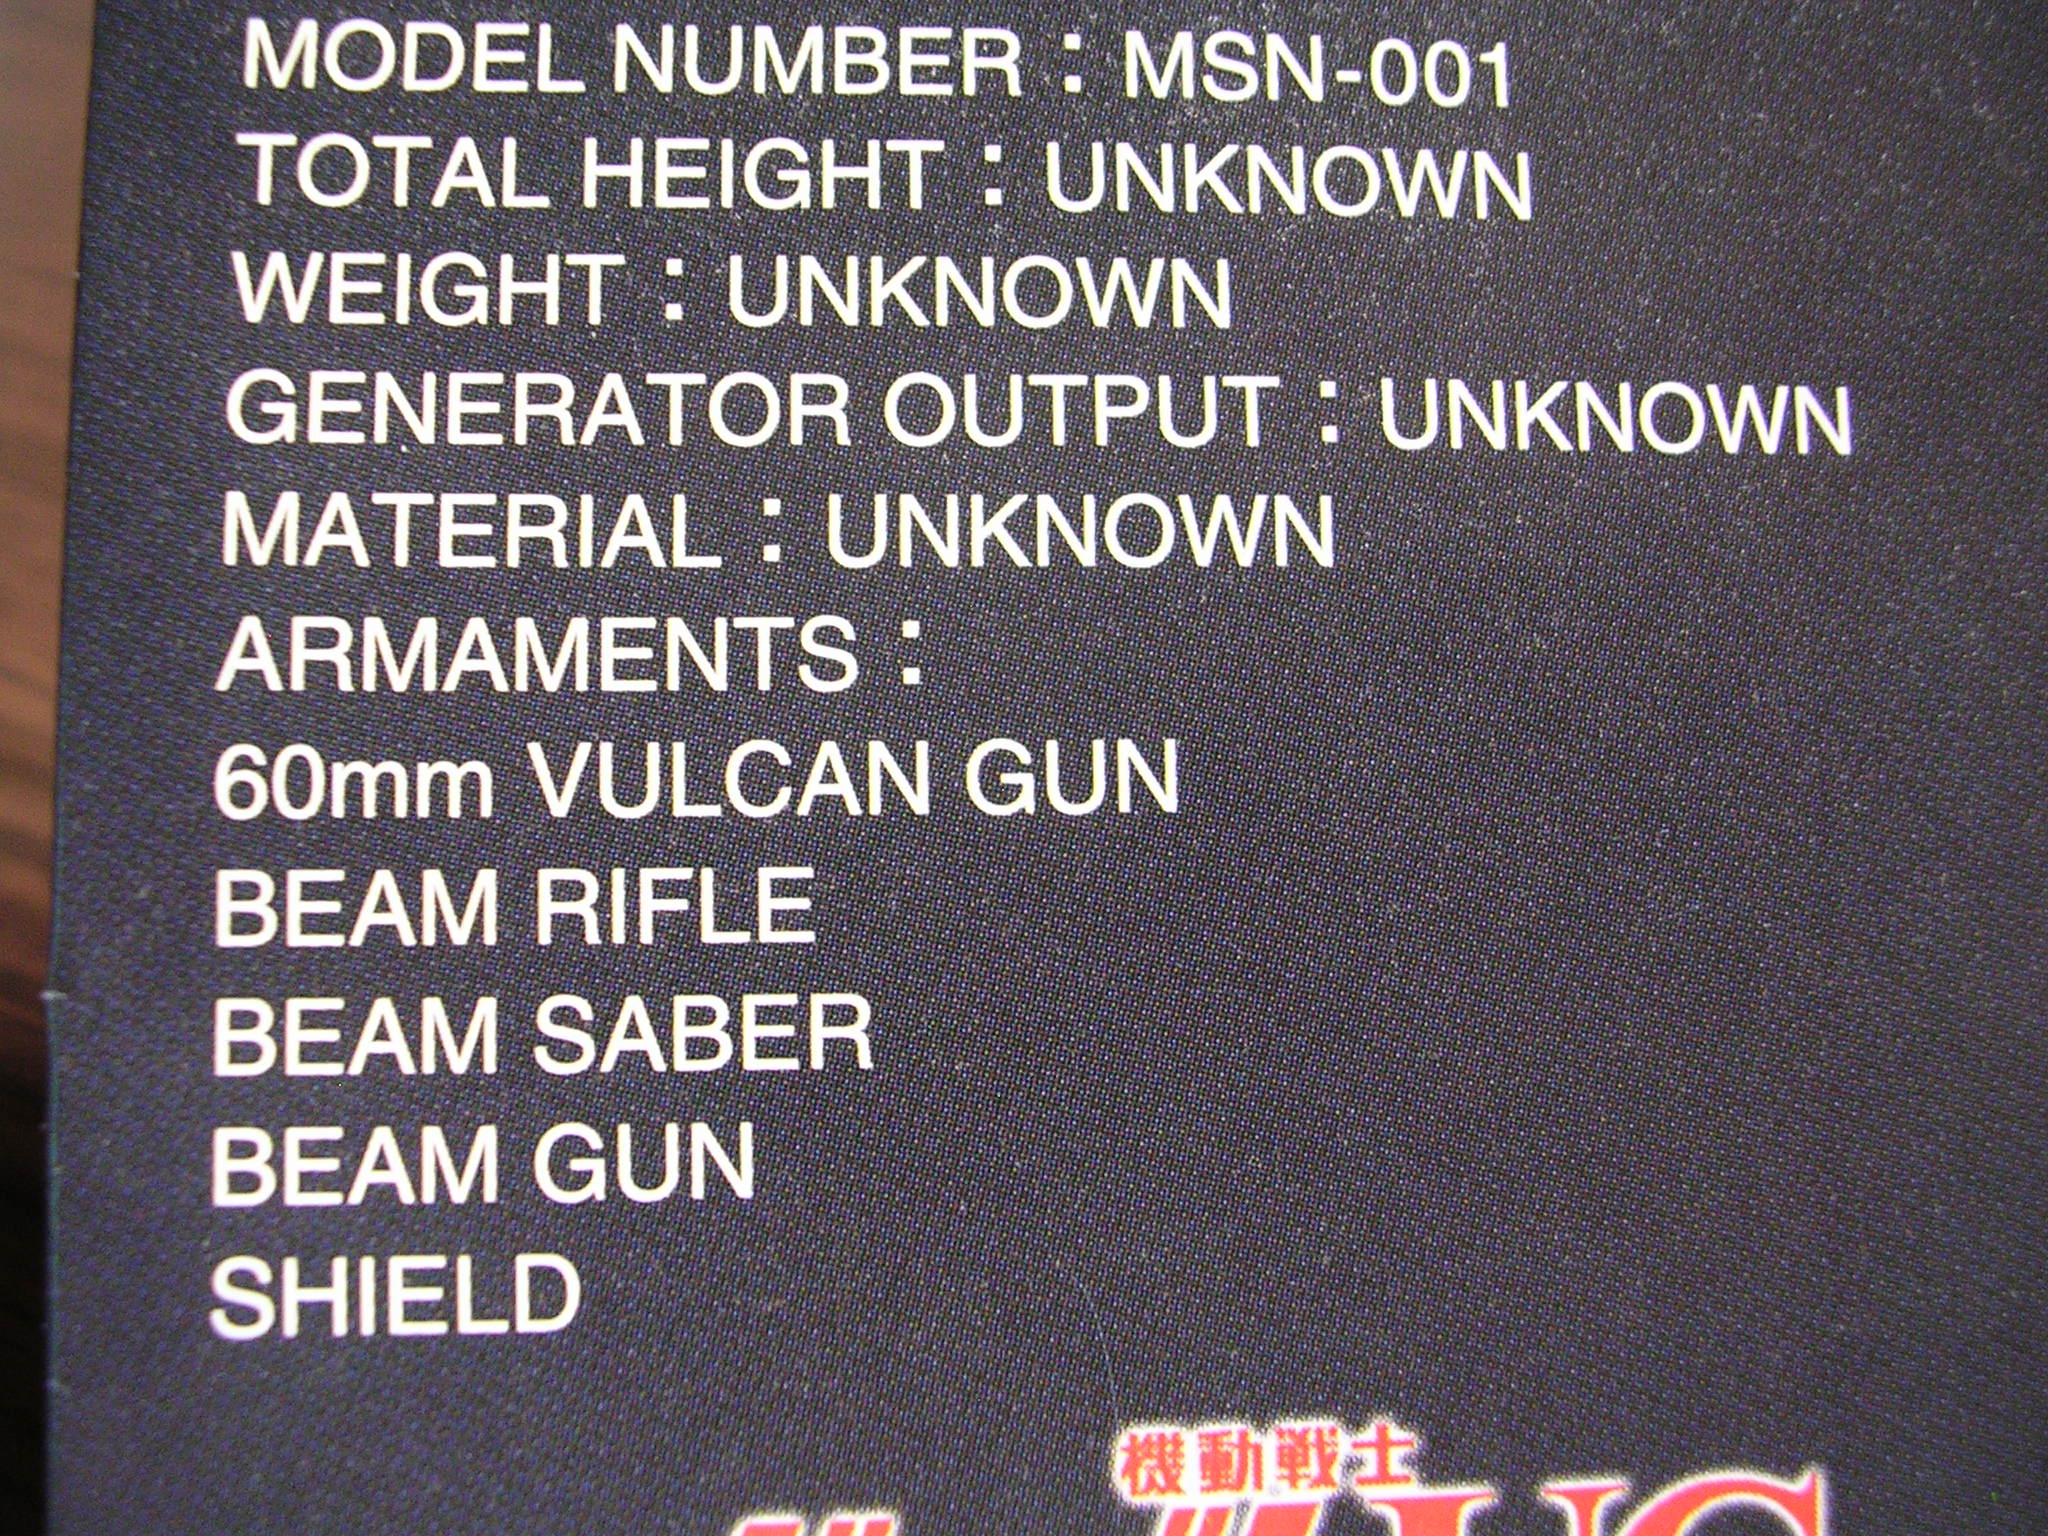 MODEL NUMBER：MSN-001
TOTAL HEIGHT：UNKNOWN
WEIGHT：UNKNOWN
GENERATOR OUTPUT：UNKNOWN
MATERIAL：UNKNOWN
ARMAMENTS：
60mm VULCAN GUN
BEAM RIFLE
BEAM SABER
BEAM GUN
SHIELD
機動戦士